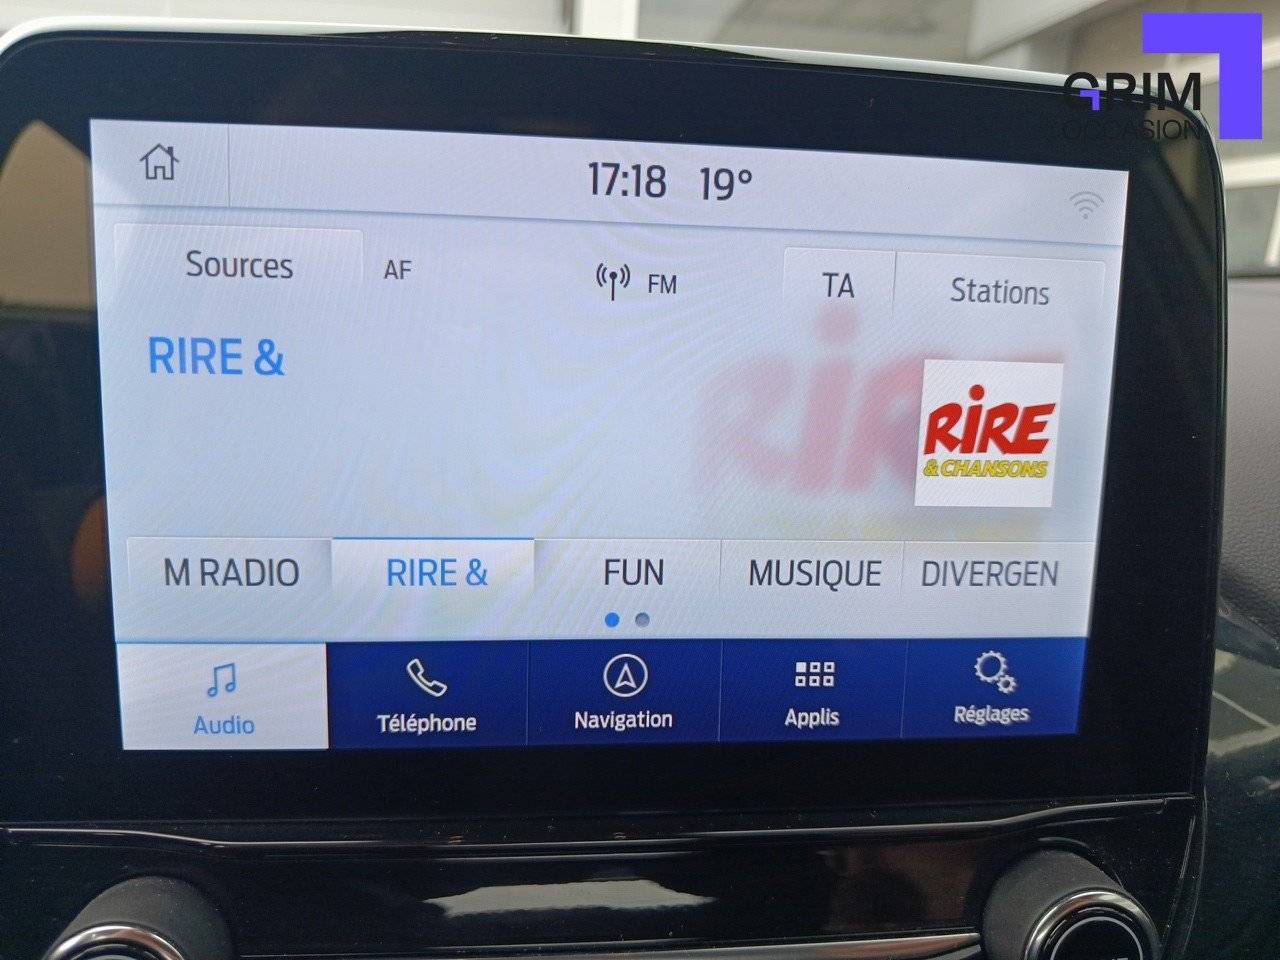 GRIM
OCCASION
17:18 19°
Sources AF FM TA Stations
RIRE &
RIRE
& CHANSONS
M RADIO RIRE & FUN MUSIQUE DIVERGEN
Audio Téléphone Navigation Applis Réglages